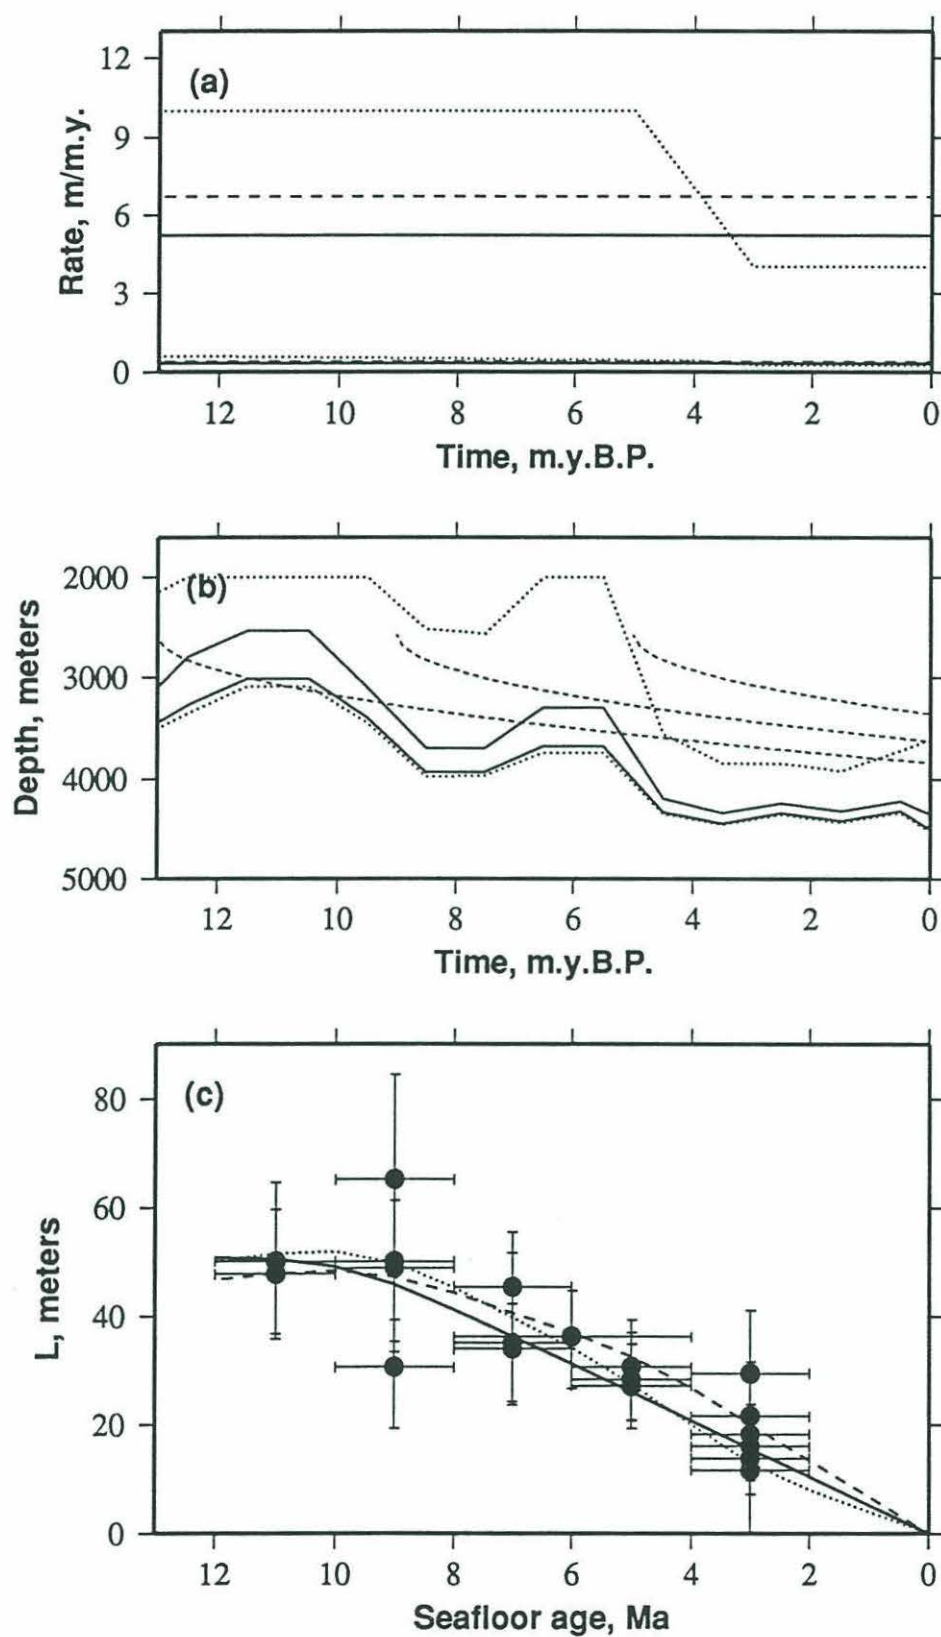 (a)
Rate, m/m.y.
12
9
6
3
0
12 10 8 6 4 2 0
Time, m.y.B.P.
(b)
Depth, meters
2000
3000
4000
5000
12 10 8 6 4 2 0
Time, m.y.B.P.
(c)
L, meters
80
60
40
20
0
12 10 8 6 4 2 0
Seafloor age, Ma